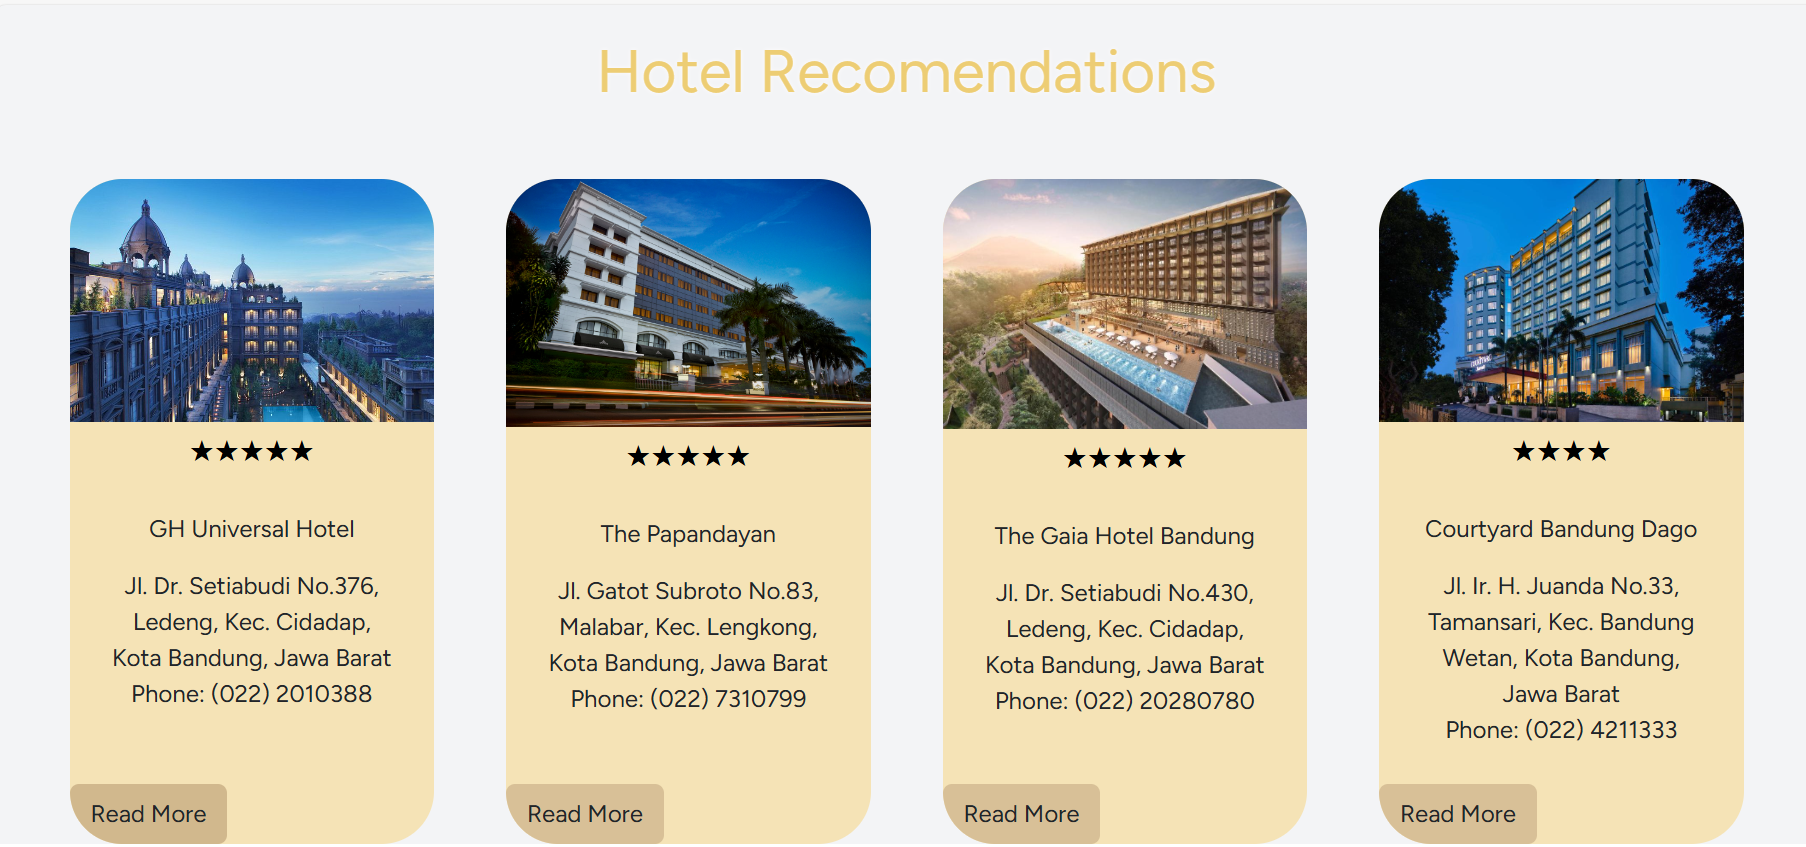 Hotel Recomendations
★★★★★
GH Universal Hotel
Jl. Dr. Setiabudi No.376,
Ledeng, Kec. Cidadap,
Kota Bandung, Jawa Barat
Phone: (022) 2010388
Read More
★★★★★
The Papandayan
Jl. Gatot Subroto No.83,
Malabar, Kec. Lengkong,
Kota Bandung, Jawa Barat
Phone: (022) 7310799
Read More
★★★★★
The Gaia Hotel Bandung
Jl. Dr. Setiabudi No.430,
Ledeng, Kec. Cidadap,
Kota Bandung, Jawa Barat
Phone: (022) 20280780
Read More
★★★★
Courtyard Bandung Dago
Jl. Ir. H. Juanda No.33,
Tamansari, Kec. Bandung
Wetan, Kota Bandung,
Jawa Barat
Phone: (022) 4211333
Read More